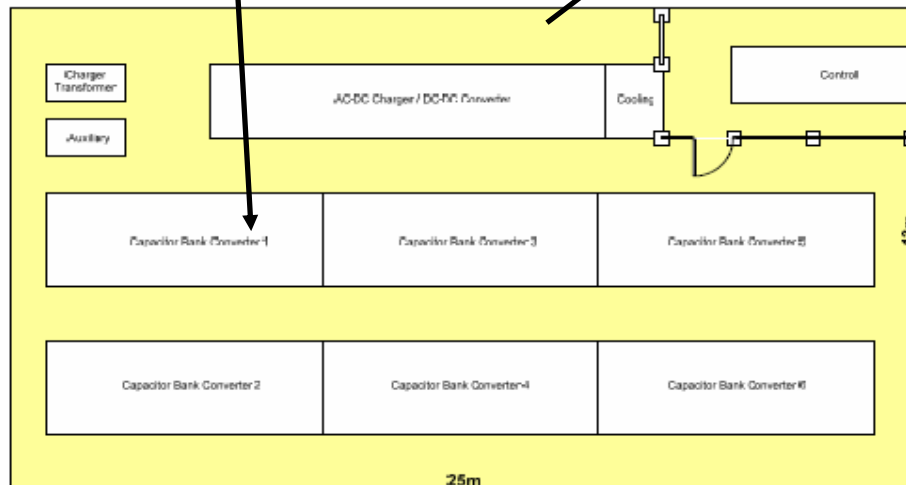 Charger
Transformer
Auxiliary
AC-DC Charger / DC-DC Converter
Cooling
Controll
Capacitor Bank Converter 1
Capacitor Bank Converter 3
Capacitor Bank Converter 5
Capacitor Bank Converter 2
Capacitor Bank Converter 4
Capacitor Bank Converter 6
25m